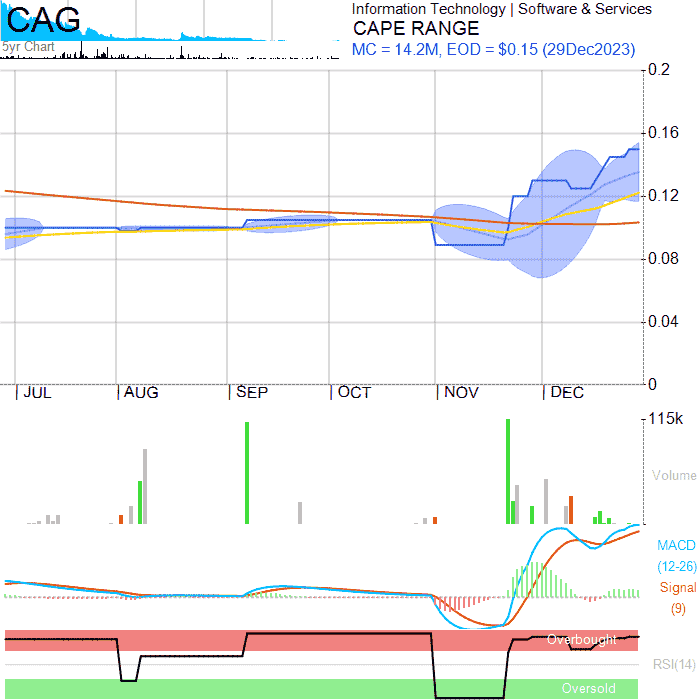 CAG
Information Technology | Software & Services
CAPE RANGE
5yr Chart
MC = 14.2M, EOD = $0.15 (29Dec2023)
0.2
0.16
0.12
0.08
0.04
0
| JUL | AUG | SEP | OCT | NOV | DEC
115k
Volume
MACD
(12-26)
Signal
(9)
Overbought
RSI(14)
Oversold